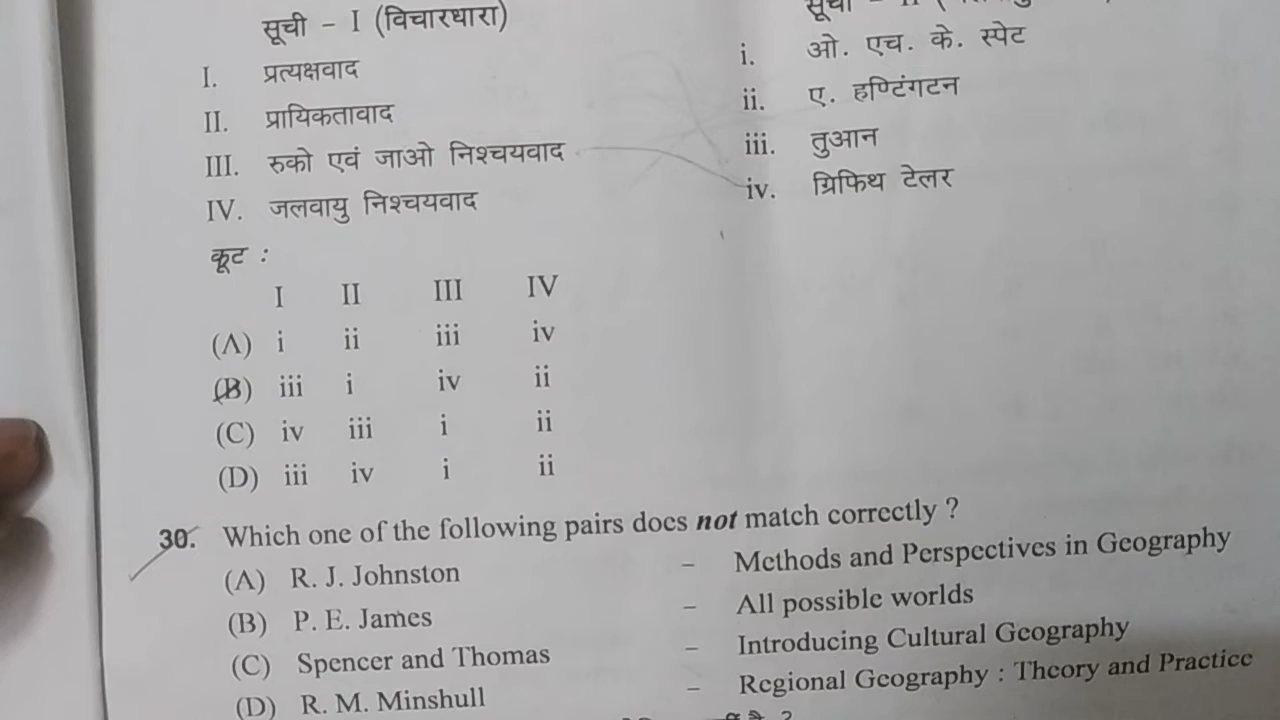 सूची – I (विचारधारा)
सूची – II (
I. प्रत्यक्षवाद
i. ओ. एच. के. स्पेट
II. प्रायिकतावाद
ii. ए. हण्टिंगटन
III. रुको एवं जाओ निश्चयवाद
iii. तुआन
IV. जलवायु निश्चयवाद
iv. ग्रिफिथ टेलर
कूट :
I II III IV
(A) i ii iii iv
(B) iii i iv ii
(C) iv iii i ii
(D) iii iv i ii
30. Which one of the following pairs does not match correctly ?
(A) R. J. Johnston – Methods and Perspectives in Geography
(B) P. E. James – All possible worlds
(C) Spencer and Thomas – Introducing Cultural Geography
(D) R. M. Minshull – Regional Geography : Theory and Practice